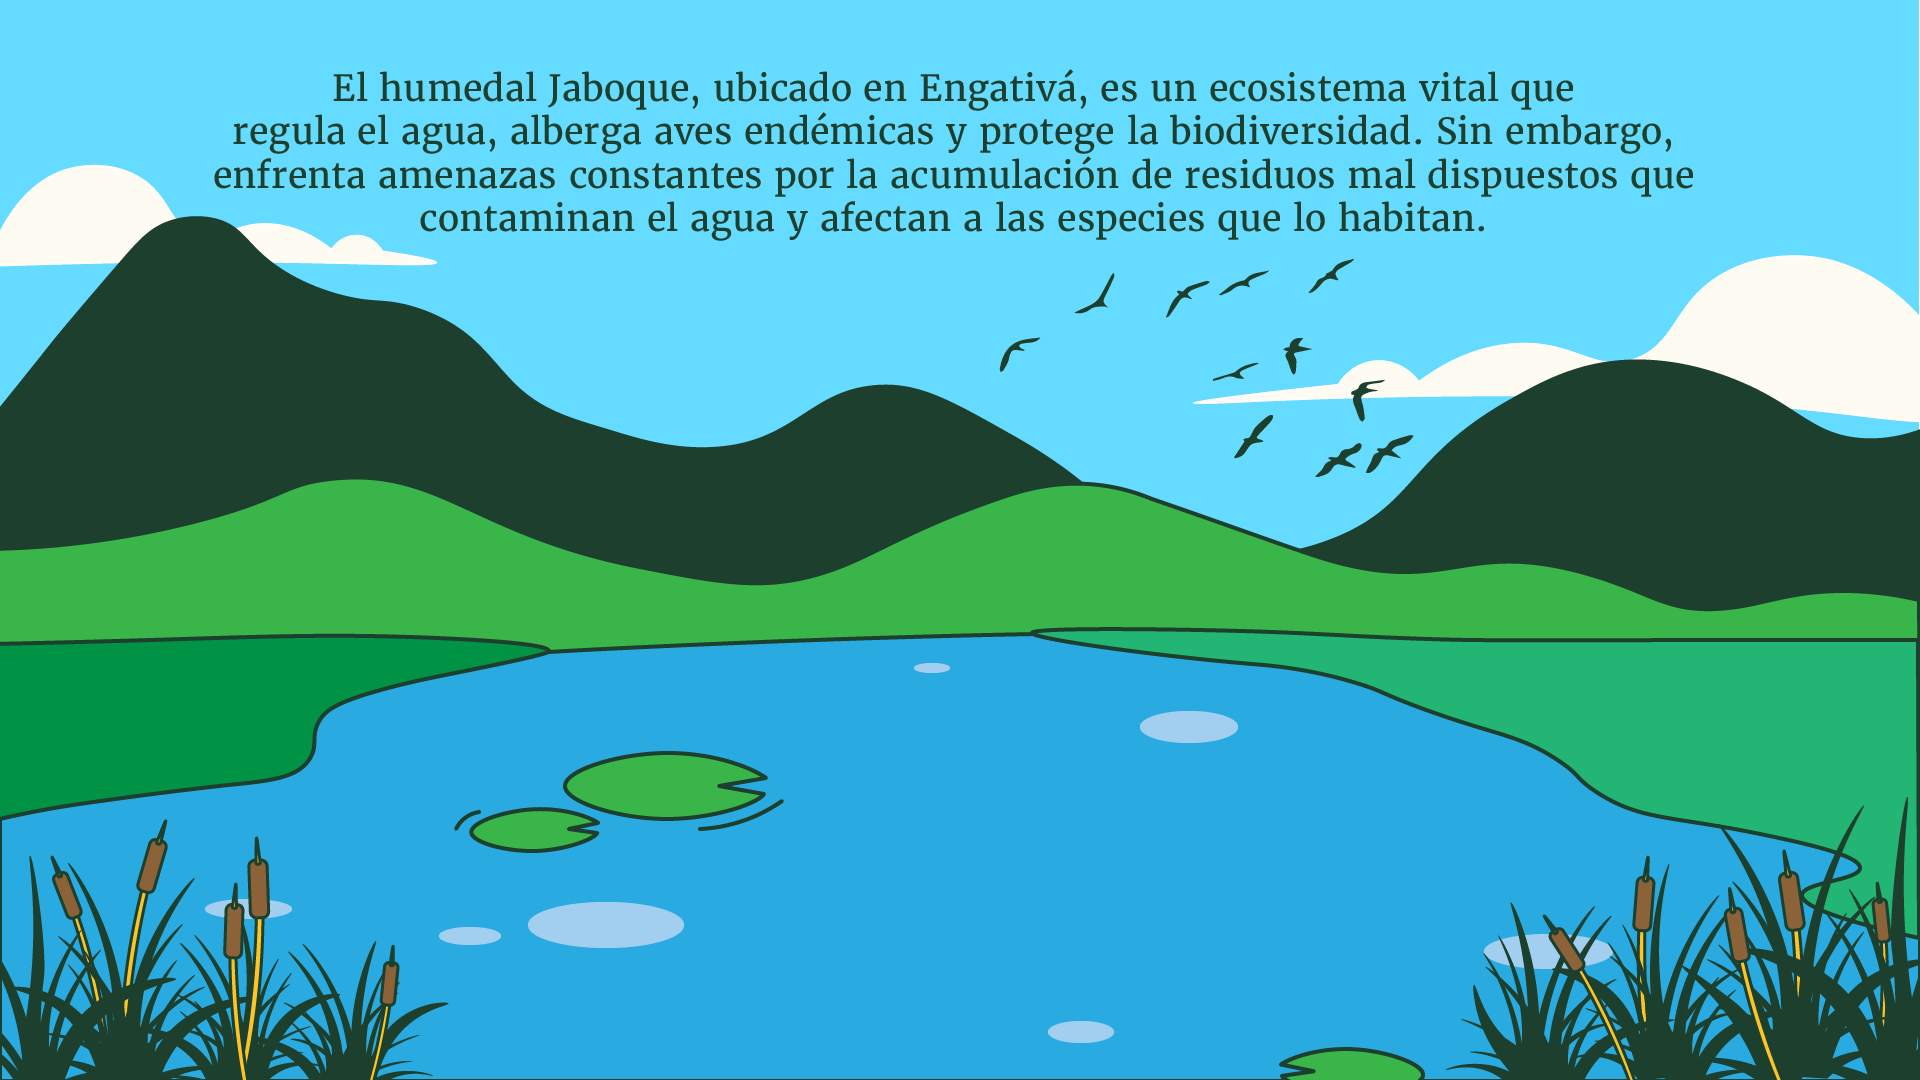 El humedal Jaboque, ubicado en Engativá, es un ecosistema vital que
regula el agua, alberga aves endémicas y protege la biodiversidad. Sin embargo,
enfrenta amenazas constantes por la acumulación de residuos mal dispuestos que
contaminan el agua y afectan a las especies que lo habitan.